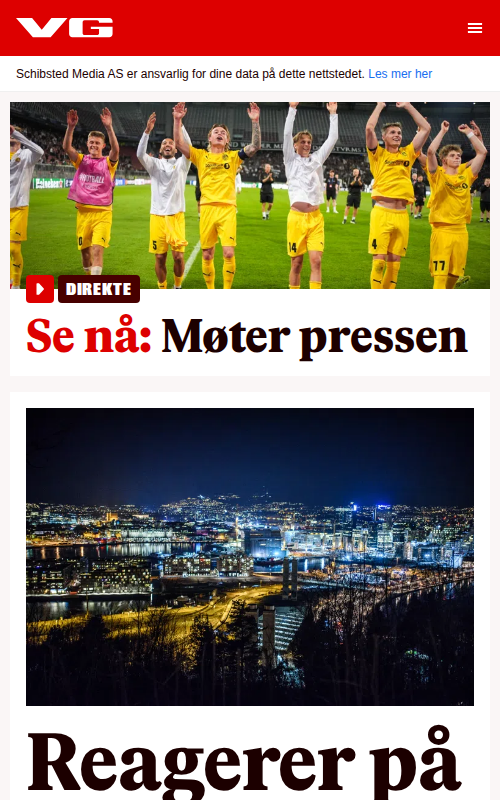 VG
Schibsted Media AS er ansvarlig for dine data på dette nettstedet. Les mer her
DIREKTE
Se nå: Møter pressen
Reagerer på